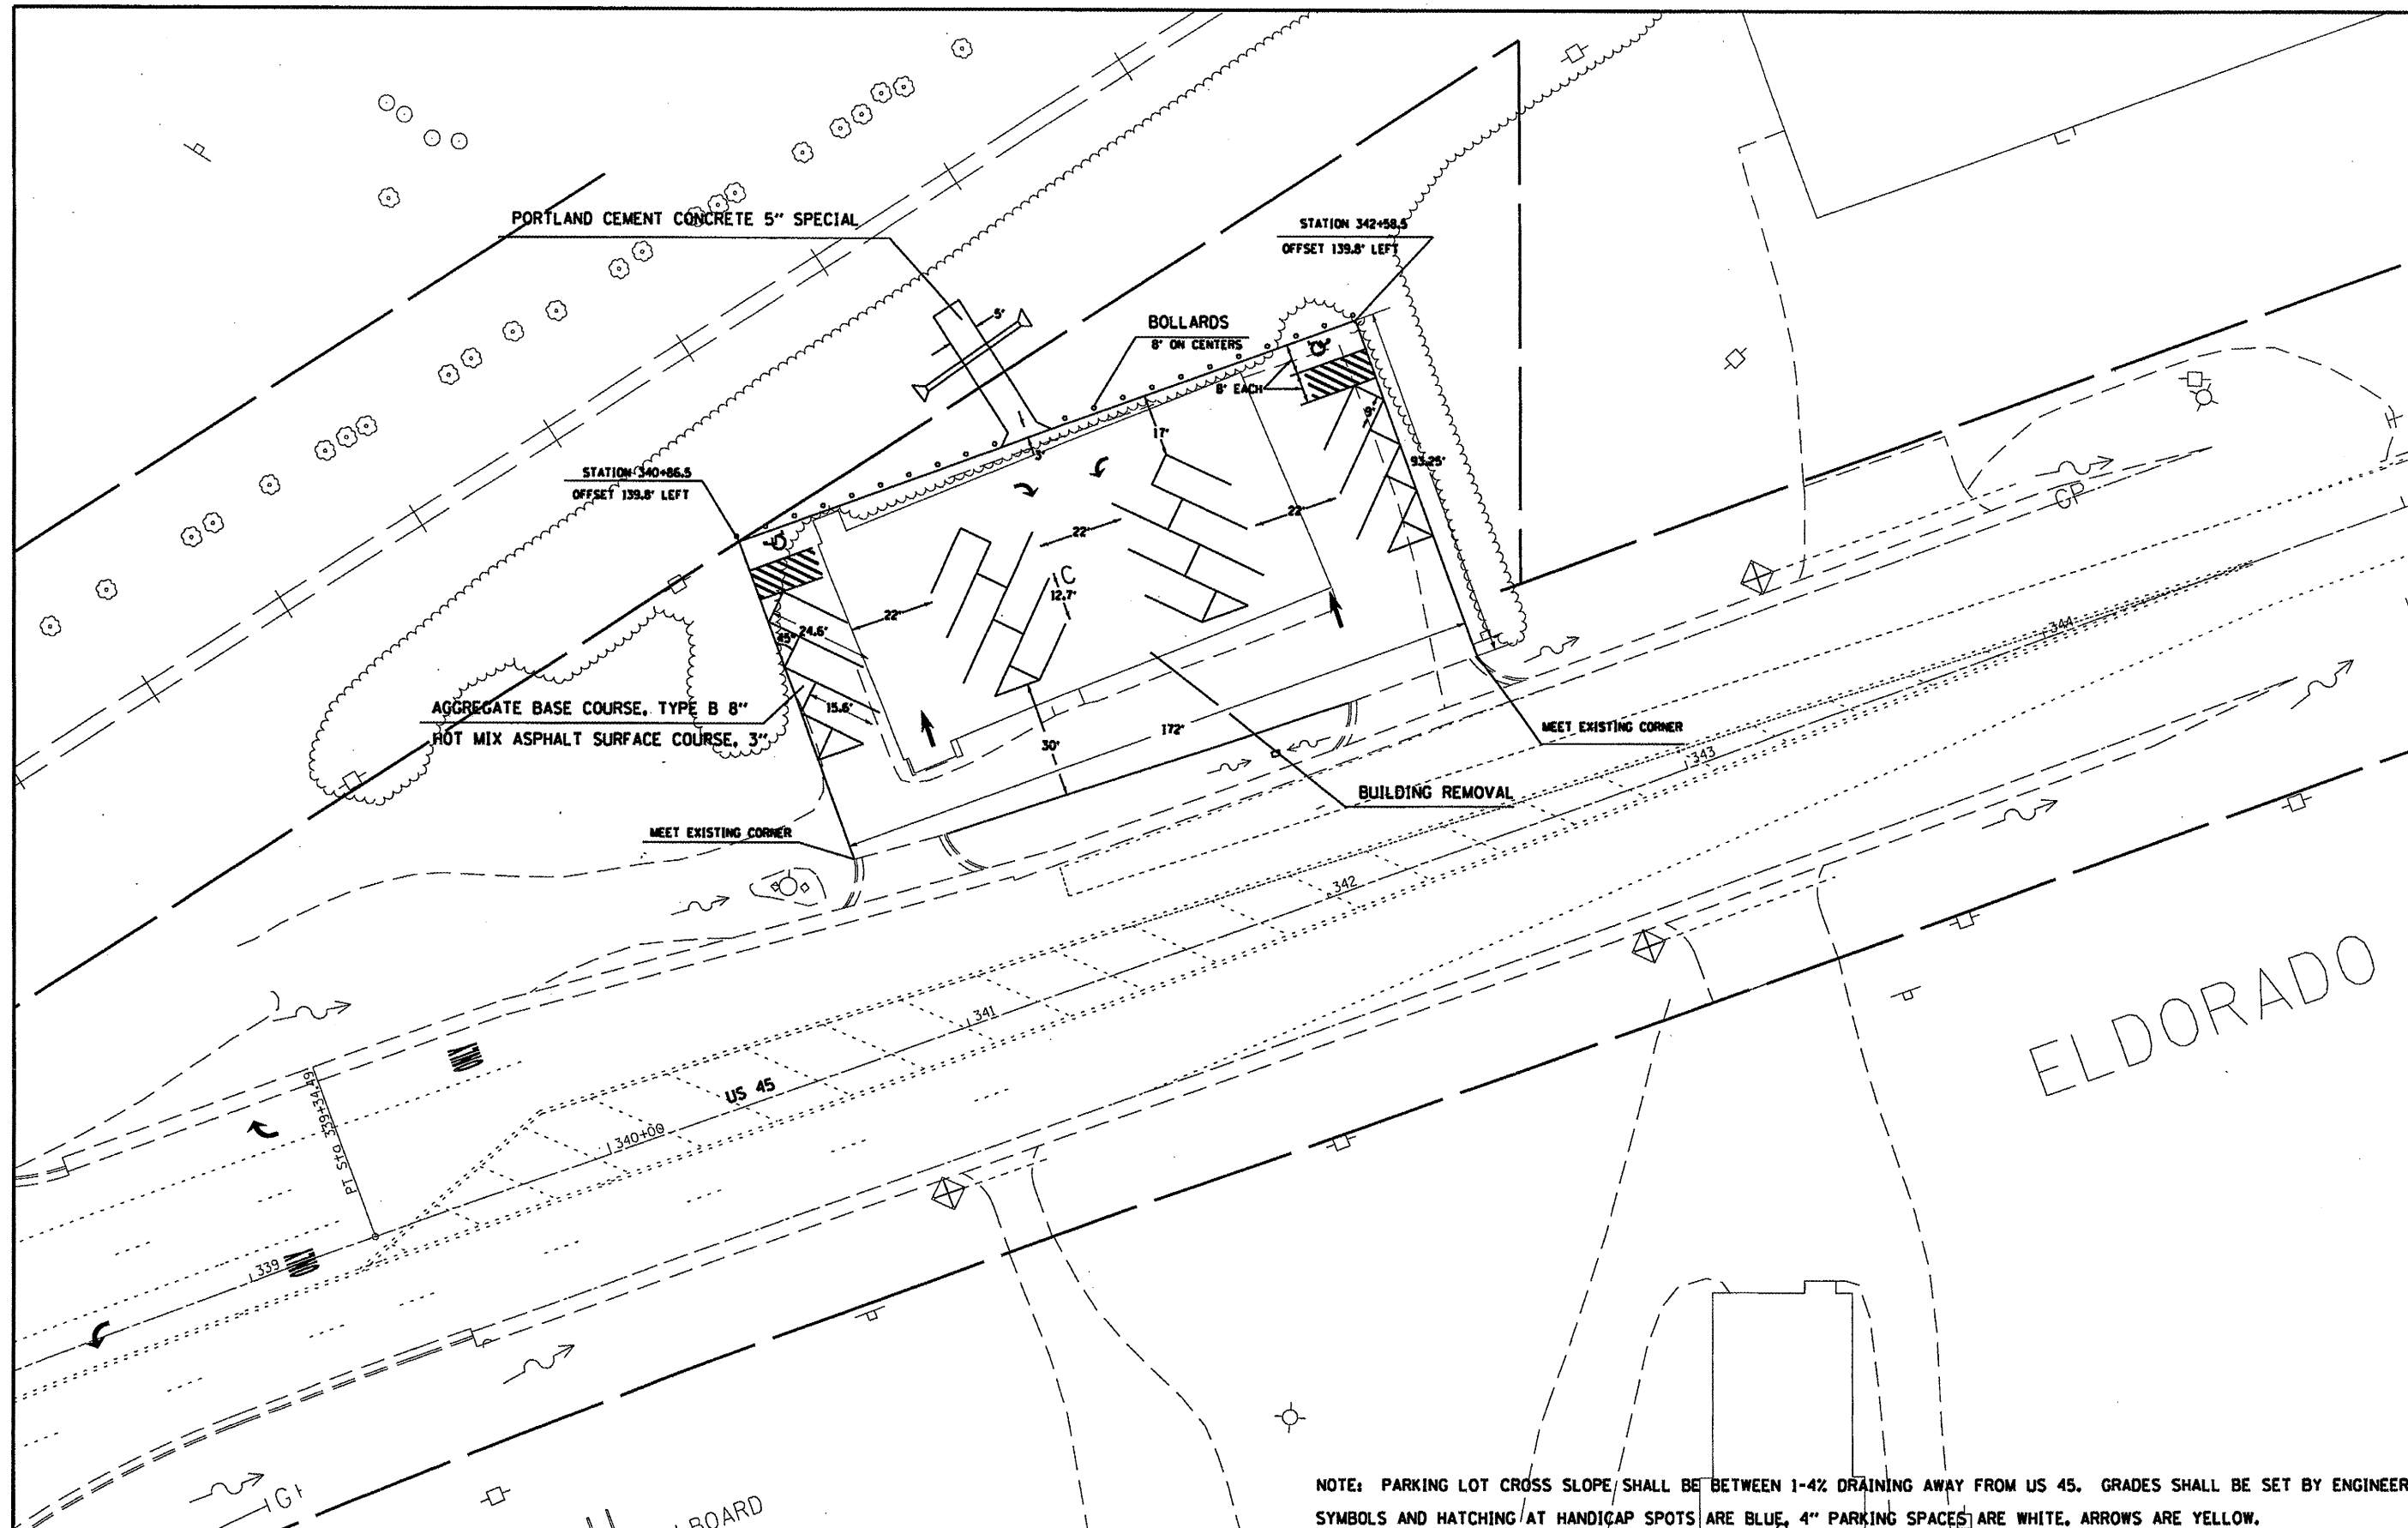 PORTLAND CEMENT CONCRETE 5" SPECIAL
STATION 342+58.5
OFFSET 139.8' LEFT
5'
BOLLARDS
8' ON CENTERS
8' EACH
9'
17'
3'
93.25'
STATION 340+86.5
OFFSET 139.8' LEFT
22'
22'
22'
1C
12.7'
45°
24.6'
15.6'
AGGREGATE BASE COURSE, TYPE B 8"
HOT MIX ASPHALT SURFACE COURSE, 3"
30'
172'
MEET EXISTING CORNER
MEET EXISTING CORNER
BUILDING REMOVAL
GP
344
343
342
341
US 45
340+00
PT Sta 339+34.49
339
ELDORADO
BOARD
NOTE: PARKING LOT CROSS SLOPE SHALL BE BETWEEN 1-4% DRAINING AWAY FROM US 45. GRADES SHALL BE SET BY ENGINEER
SYMBOLS AND HATCHING AT HANDICAP SPOTS ARE BLUE, 4" PARKING SPACES ARE WHITE, ARROWS ARE YELLOW.